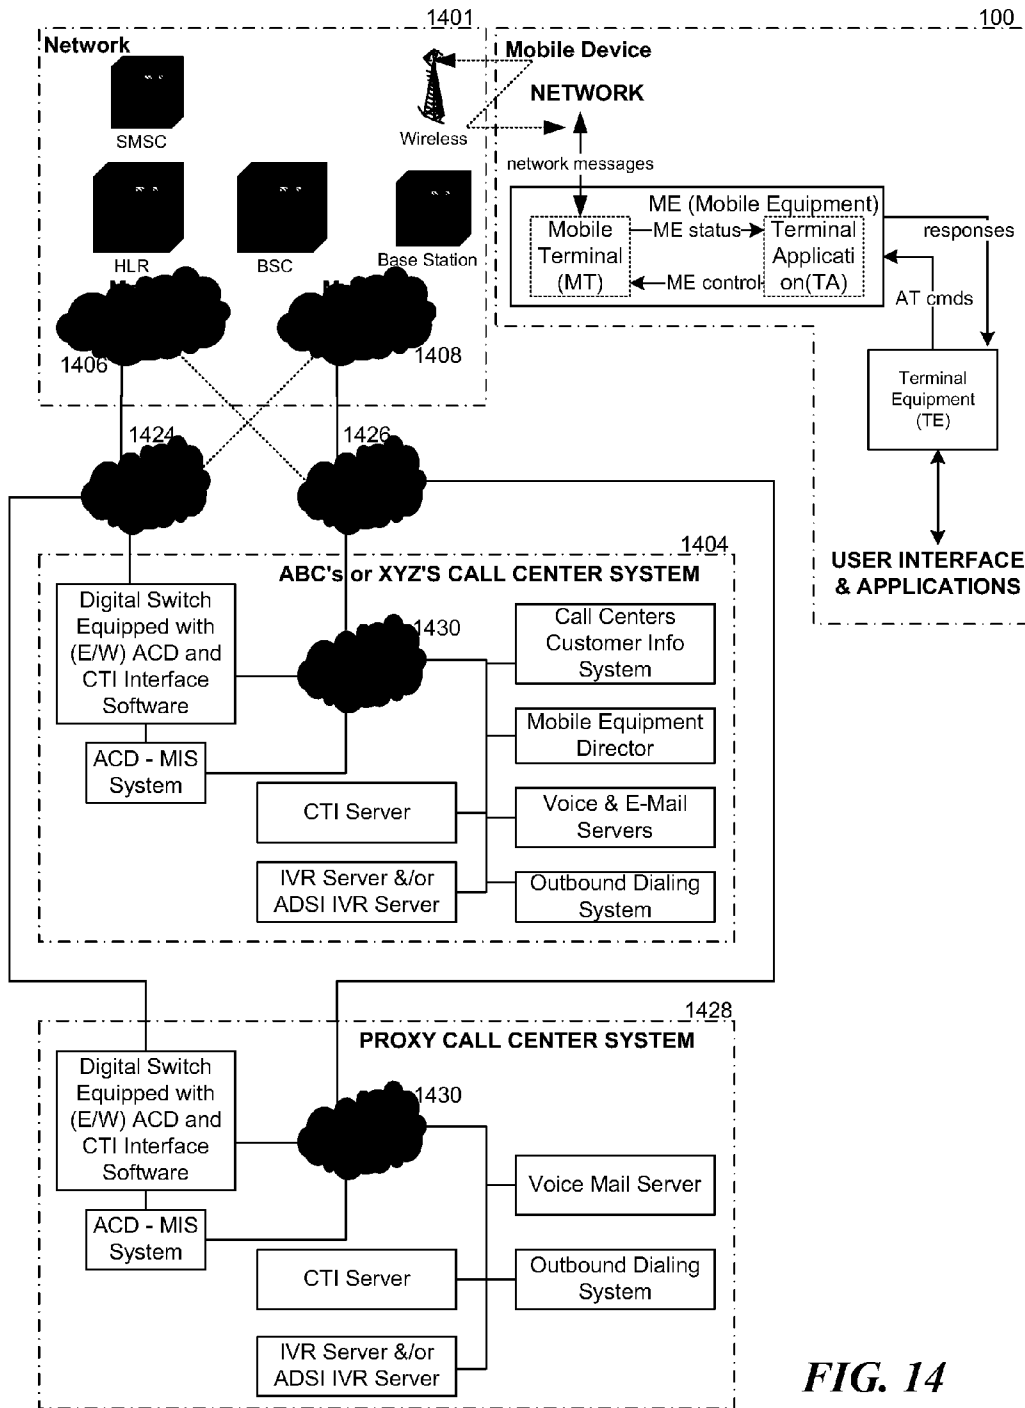 1401
100
Network
Mobile Device
NETWORK
SMSC
Wireless
network messages
HLR
BSC
Base Station
ME (Mobile Equipment)
Mobile
Terminal
(MT)
ME status
ME control
Terminal
Applicati
on(TA)
responses
AT cmds
1406
1408
Terminal
Equipment
(TE)
USER INTERFACE
& APPLICATIONS
1424
1426
1404
ABC's or XYZ'S CALL CENTER SYSTEM
Digital Switch
Equipped with
(E/W) ACD and
CTI Interface
Software
1430
Call Centers
Customer Info
System
ACD - MIS
System
Mobile Equipment
Director
CTI Server
Voice & E-Mail
Servers
IVR Server &/or
ADSI IVR Server
Outbound Dialing
System
1428
PROXY CALL CENTER SYSTEM
Digital Switch
Equipped with
(E/W) ACD and
CTI Interface
Software
1430
Voice Mail Server
ACD - MIS
System
CTI Server
Outbound Dialing
System
IVR Server &/or
ADSI IVR Server
FIG. 14